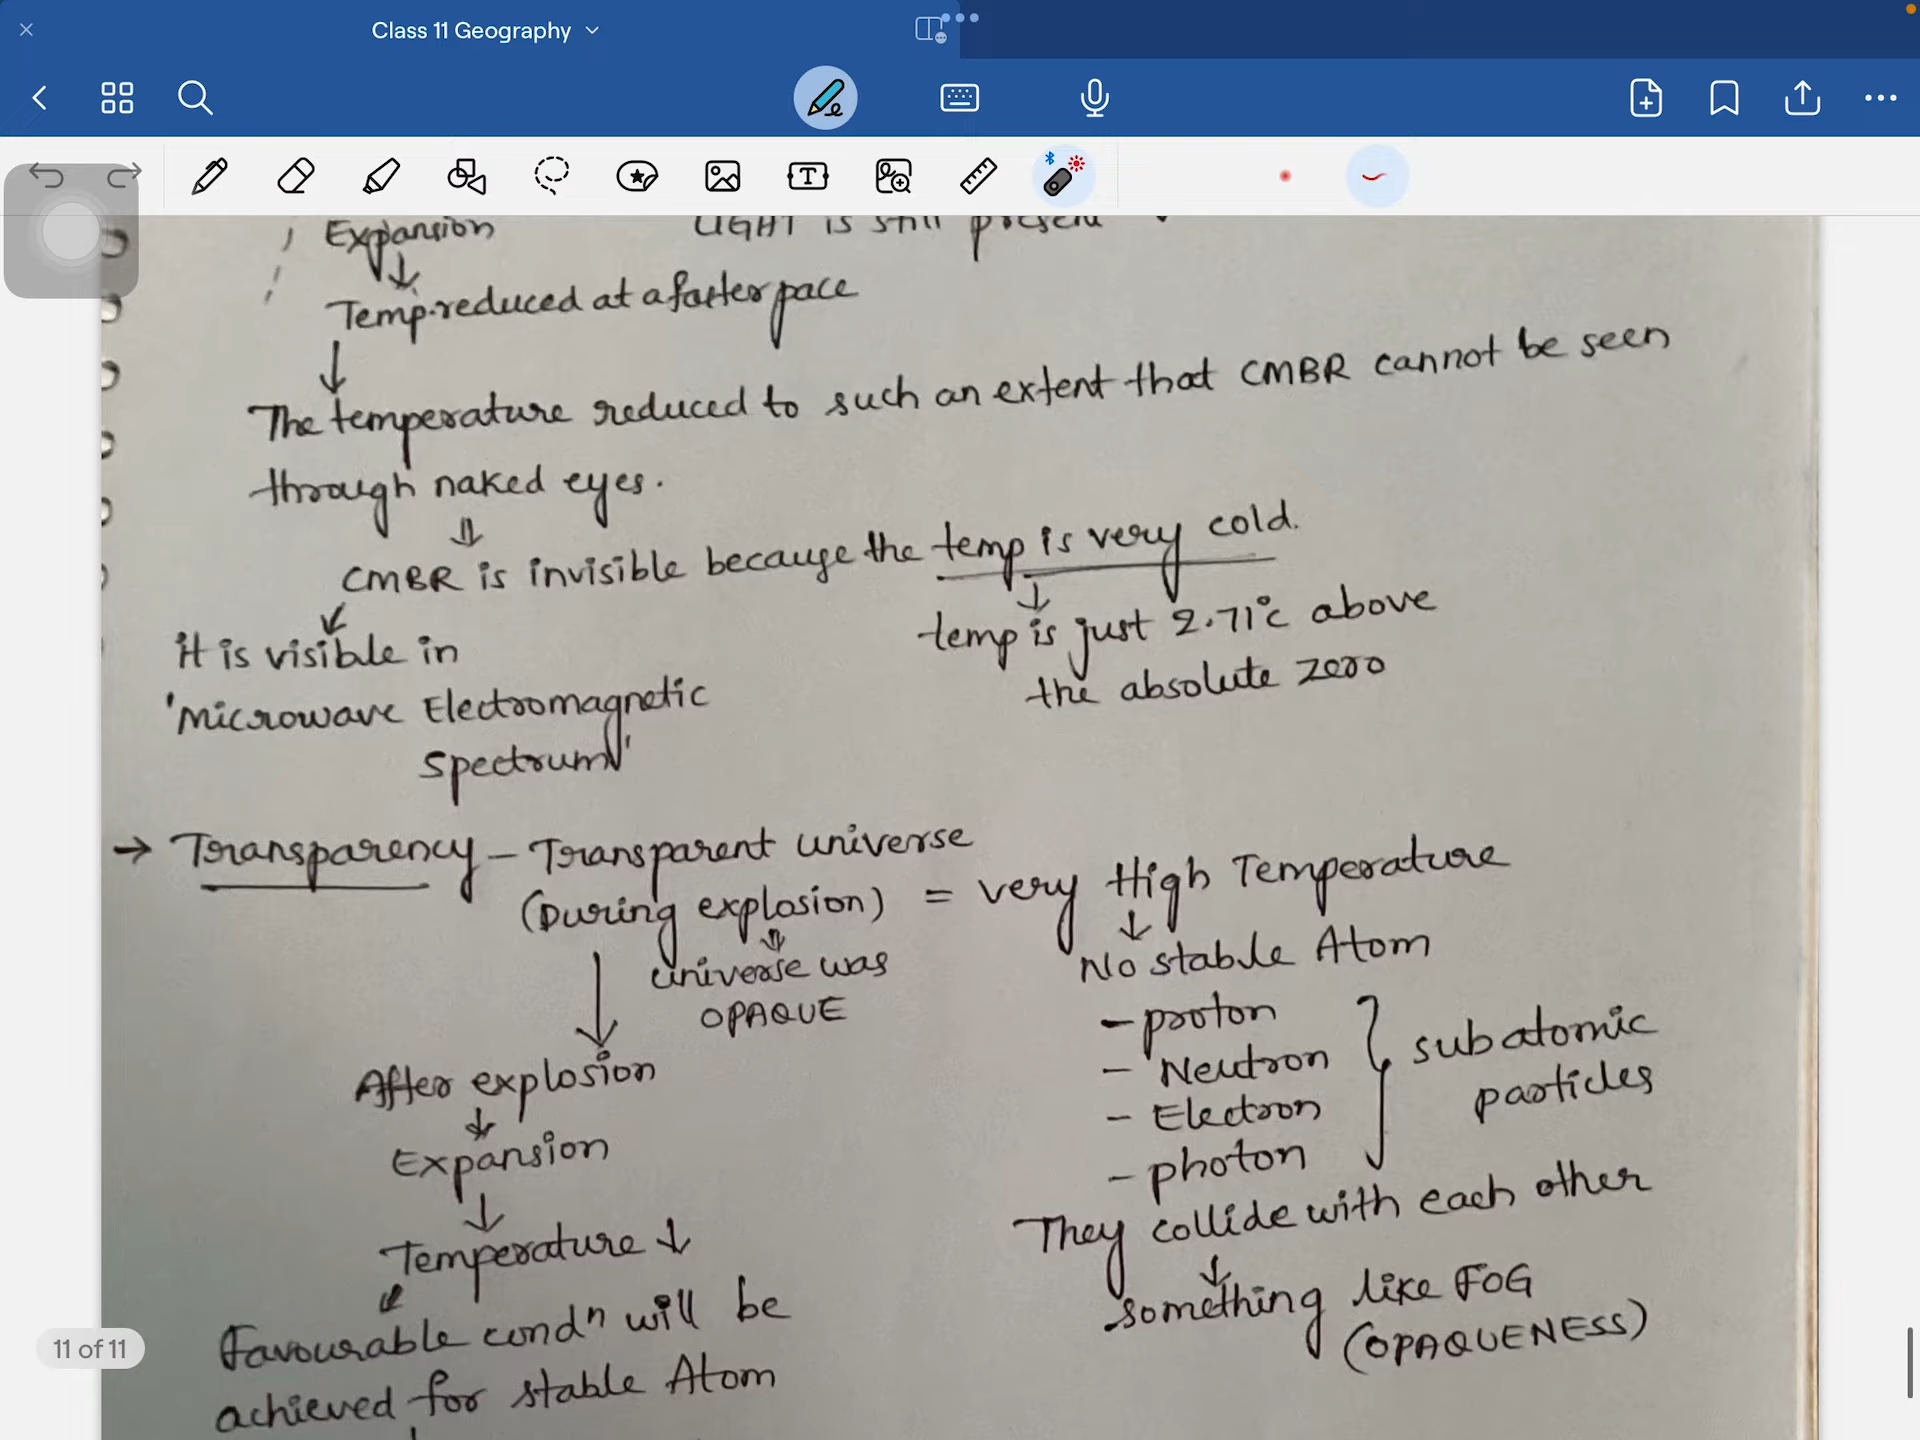 Class 11 Geography
T
Expansion
LIGHT is still present
Temp. reduced at a faster pace
The temperature reduced to such an extent that CMBR cannot be seen
through naked eyes.
CMBR is invisible because the temp is very cold.
it is visible in
'Microwave Electromagnetic
Spectrum'
temp is just 2.71°c above
the absolute zero
→ Transparency – Transparent universe
(During explosion) = very High Temperature
universe was
OPAQUE
No stable Atom
- proton
- Neutron
- Electron
- photon
subatomic
particles
After explosion
Expansion
Temperature ↓
They collide with each other
something like FOG
(OPAQUENESS)
Favourable condn will be
achieved for stable Atom
11 of 11